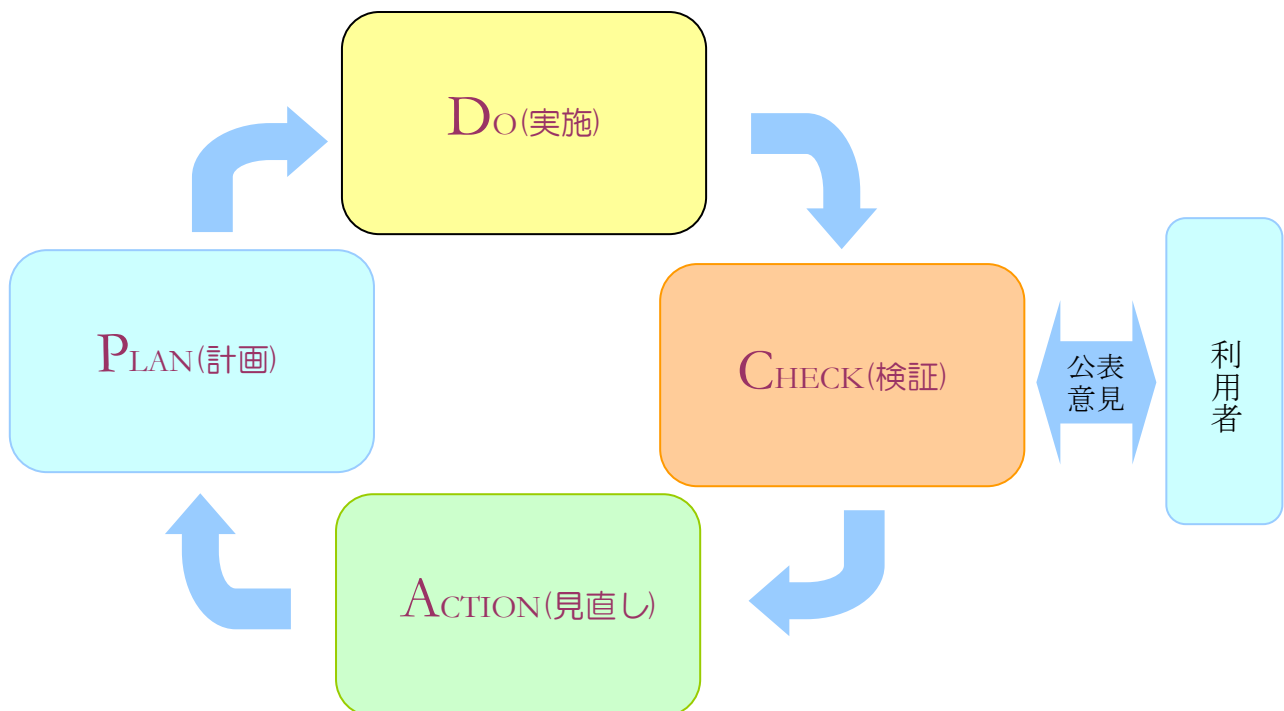 DO(実施)
PLAN(計画)
CHECK(検証)
公表
意見
利用者
ACTION(見直し)